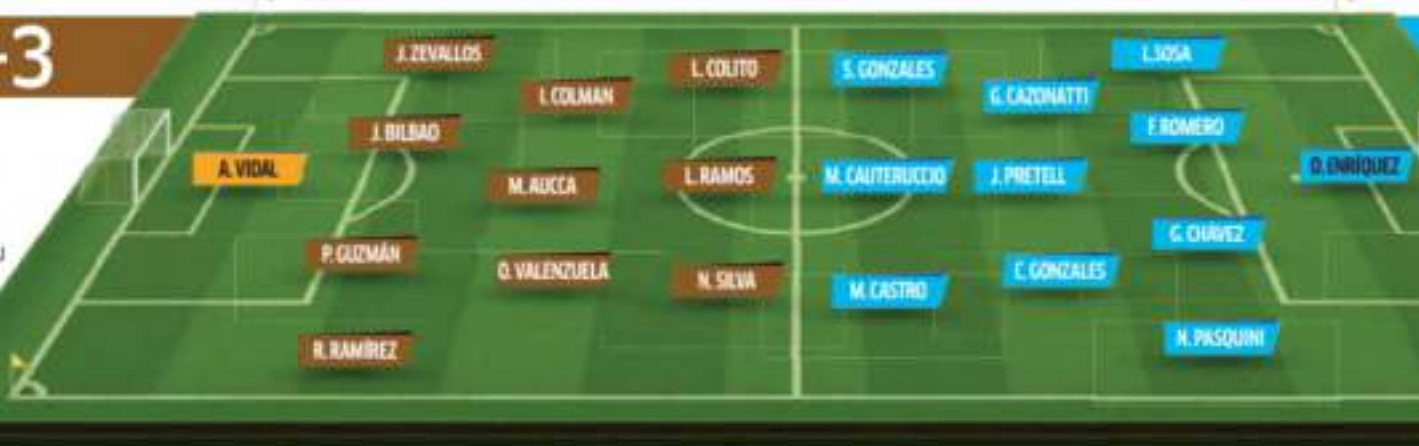 -3
J. ZEVALLOS
L. COLITO
S. GONZALES
L. SOSA
I. COLMAN
G. CAZONATTI
J. BILBAO
F. ROMERO
A. VIDAL
M. AUCCA
L. RAMOS
M. CAUTERUCCIO
J. PRETELL
D. ENRÍQUEZ
P. GUZMÁN
G. CHÁVEZ
O. VALENZUELA
N. SILVA
M. CASTRO
C. GONZALES
R. RAMÍREZ
N. PASQUINI